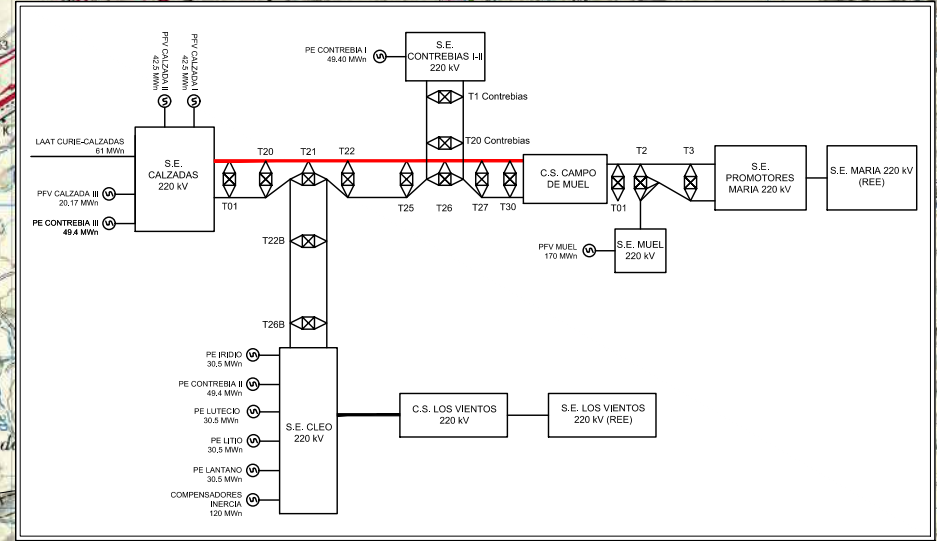 PFV CALZADA II
42.5 MWn
PFV CALZADA I
42.5 MWn
LAAT CURIE-CALZADAS
61 MWn
PFV CALZADA III
20.17 MWn
PE CONTREBIA III
49.4 MWn
S.E.
CALZADAS
220 kV
PE CONTREBIA I
49.40 MWn
S.E.
CONTREBIAS I-II
220 kV
T1 Contrebias
T20 Contrebias
T20
T21
T22
T01
T25
T26
T27
T30
C.S. CAMPO
DE MUEL
T2
T3
T01
S.E.
PROMOTORES
MARIA 220 kV
S.E. MARIA 220 kV
(REE)
PFV MUEL
170 MWn
S.E. MUEL
220 kV
T22B
T26B
PE IRIDIO
30.5 MWn
PE CONTREBIA II
49.4 MWn
PE LUTECIO
30.5 MWn
PE LITIO
30.5 MWn
PE LANTANO
30.5 MWn
COMPENSADORES
INERCIA
120 MWn
S.E. CLEO
220 kV
C.S. LOS VIENTOS
220 kV
S.E. LOS VIENTOS
220 kV (REE)